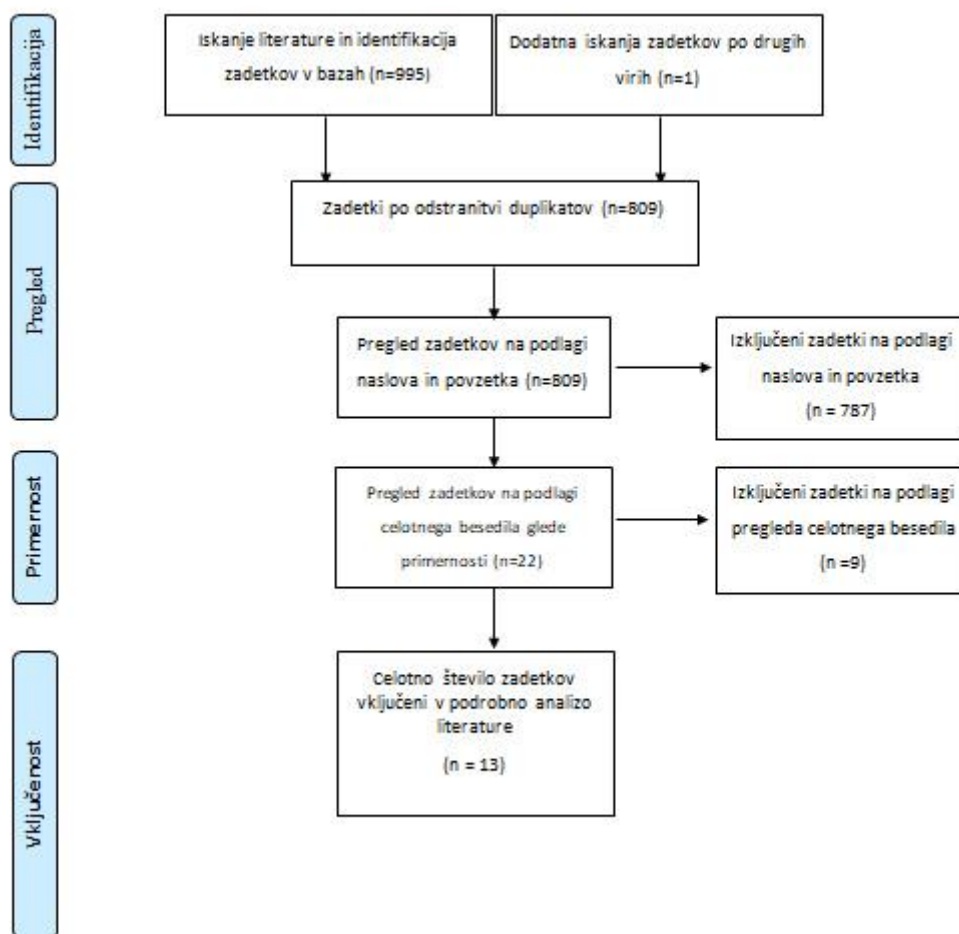 Identifikacija
Iskanje literature in identifikacija
zadetkov v bazah (n=995)
Dodatna iskanja zadetkov po drugih
virih (n=1)
Pregled
Zadetki po odstranitvi duplikatov (n=809)
Pregled zadetkov na podlagi
naslova in povzetka (n=809)
Izključeni zadetki na podlagi
naslova in povzetka
(n = 787)
Primernost
Pregled zadetkov na podlagi
celotnega besedila glede
primernosti (n=22)
Izključeni zadetki na podlagi
pregleda celotnega besedila
(n =9)
Vključenost
Celotno število zadetkov
vključeni v podrobno analizo
literature
(n = 13)